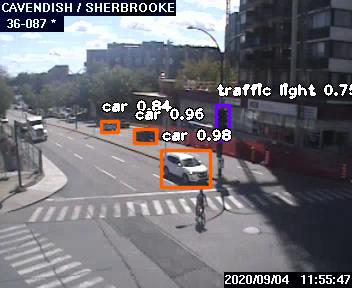 CAVENDISH / SHERBROOKE
36-087 *
traffic light 0.75
car 0.84
car 0.96
car 0.98
2020/09/04 11:55:47